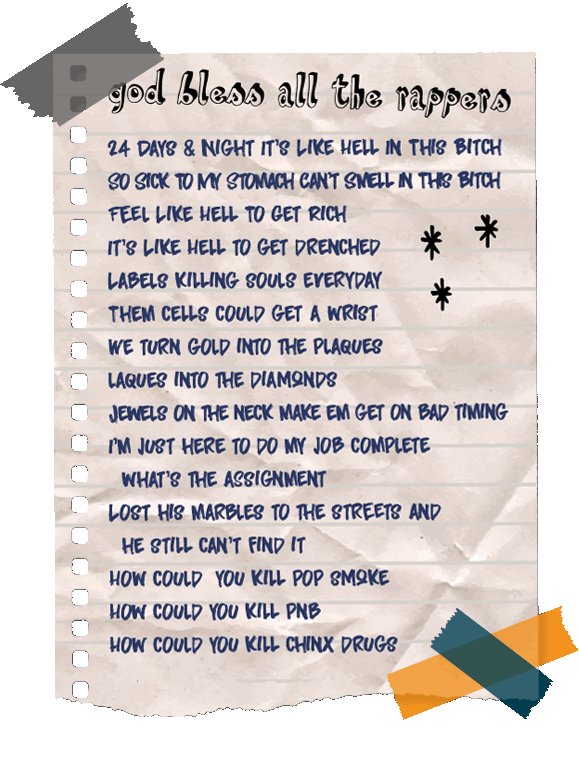 god bless all the rappers
24 DAYS & NIGHT IT'S LIKE HELL IN THIS BITCH
SO SICK TO MY STOMACH CAN'T SMELL IN THIS BITCH
FEEL LIKE HELL TO GET RICH
IT'S LIKE HELL TO GET DRENCHED
LABELS KILLING SOULS EVERYDAY
THEM CELLS COULD GET A WRIST
WE TURN GOLD INTO THE PLAQUES
LAQUES INTO THE DIAMONDS
JEWELS ON THE NECK MAKE EM GET ON BAD TIMING
I'M JUST HERE TO DO MY JOB COMPLETE
WHAT'S THE ASSIGNMENT
LOST HIS MARBLES TO THE STREETS AND
HE STILL CAN'T FIND IT
HOW COULD YOU KILL POP SMOKE
HOW COULD YOU KILL PNB
HOW COULD YOU KILL CHINX DRUGS